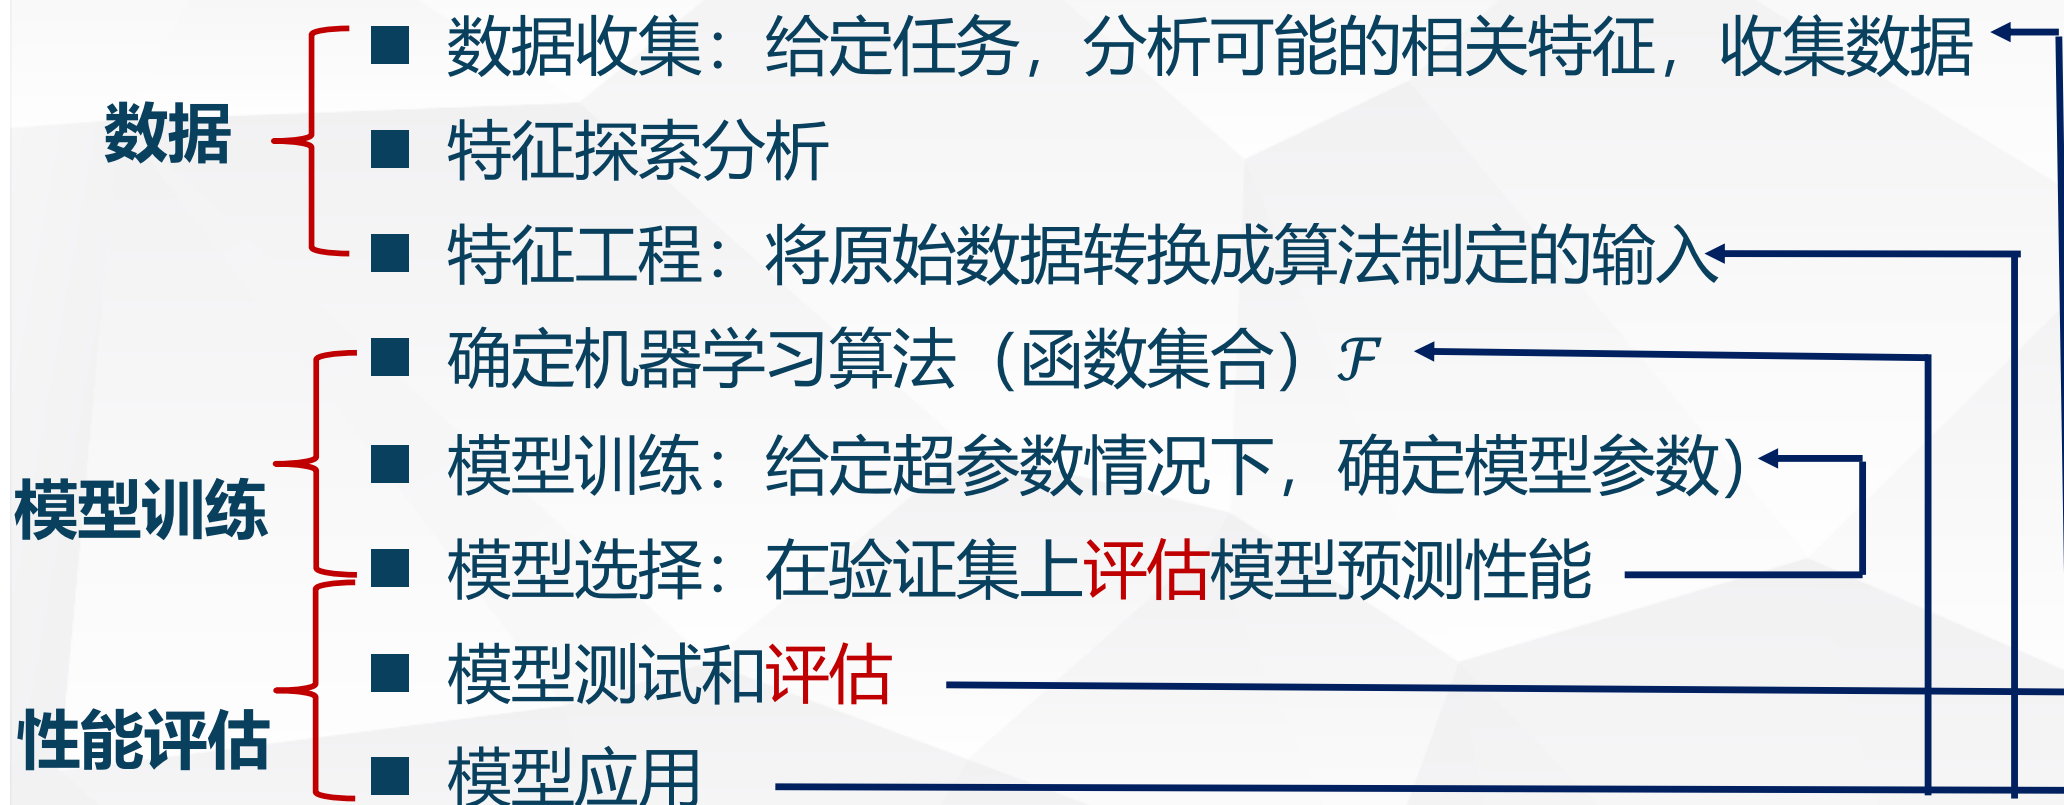 数据
■ 数据收集：给定任务，分析可能的相关特征，收集数据
■ 特征探索分析
■ 特征工程：将原始数据转换成算法制定的输入
模型训练
■ 确定机器学习算法（函数集合）ℱ
■ 模型训练：给定超参数情况下，确定模型参数）
■ 模型选择：在验证集上评估模型预测性能
性能评估
■ 模型测试和评估
■ 模型应用